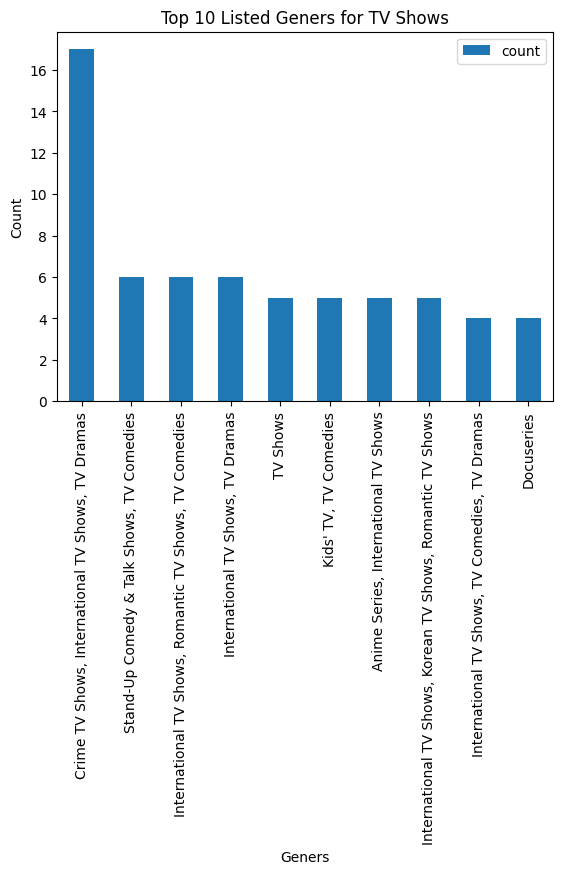 Top 10 Listed Geners for TV Shows
count
Count
16
14
12
10
8
6
4
2
0
Crime TV Shows, International TV Shows, TV Dramas
Stand-Up Comedy & Talk Shows, TV Comedies
International TV Shows, Romantic TV Shows, TV Comedies
International TV Shows, TV Dramas
TV Shows
Kids' TV, TV Comedies
Anime Series, International TV Shows
International TV Shows, Korean TV Shows, Romantic TV Shows
International TV Shows, TV Comedies, TV Dramas
Docuseries
Geners